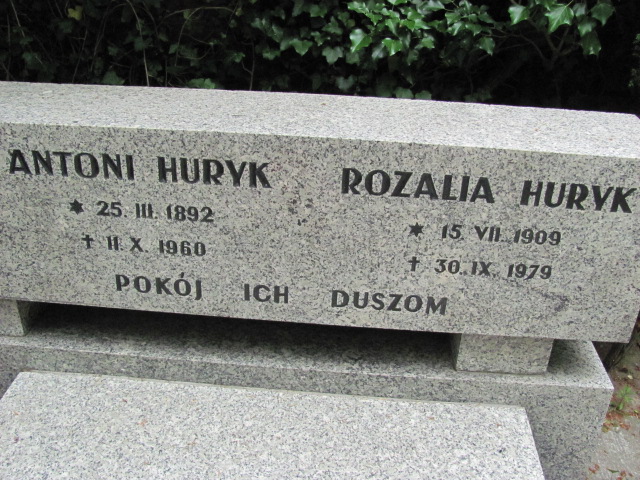 ANTONI HURYK
* 25. III. 1892
† 11. X. 1960
ROZALIA HURYK
* 15. VII. 1909
† 30. IX. 1979
POKÓJ ICH DUSZOM